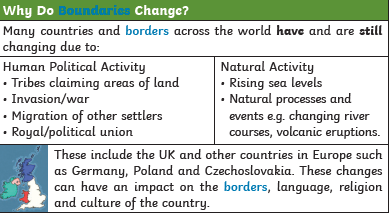 Why Do Boundaries Change?
Many countries and borders across the world have and are still
changing due to:
Human Political Activity
• Tribes claiming areas of land
• Invasion/war
• Migration of other settlers
• Royal/political union
Natural Activity
• Rising sea levels
• Natural processes and
events e.g. changing river
courses, volcanic eruptions.
These include the UK and other countries in Europe such
as Germany, Poland and Czechoslovakia. These changes
can have an impact on the borders, language, religion
and culture of the country.